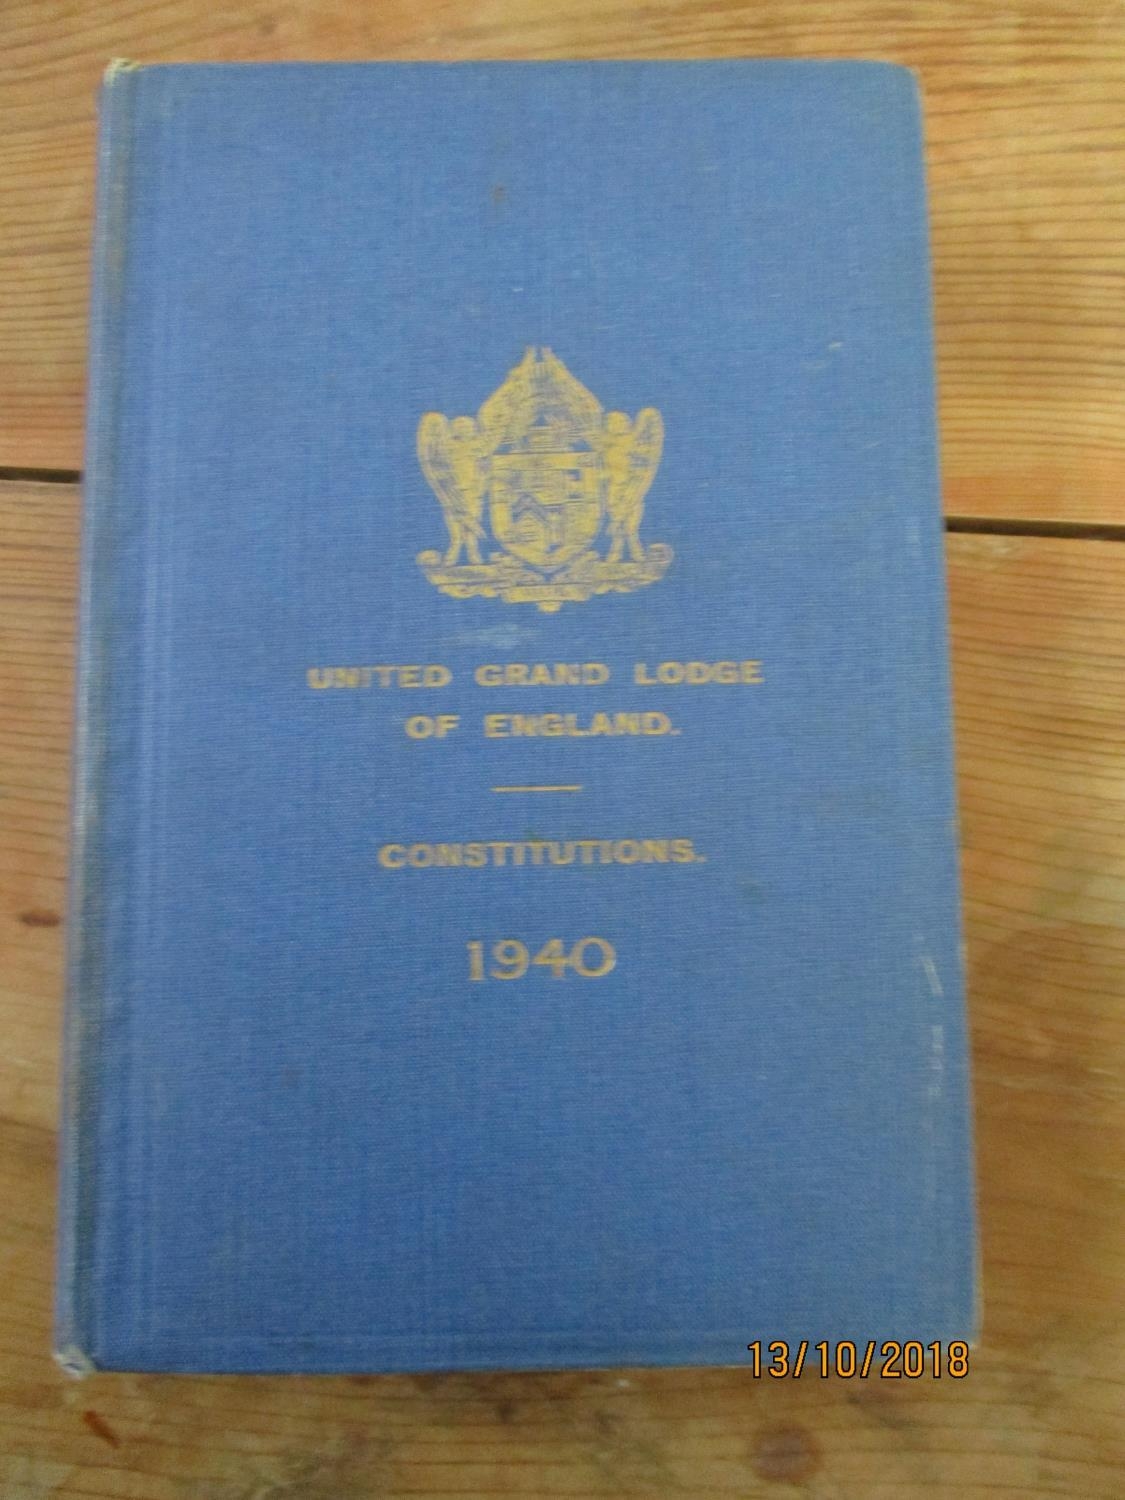 UNITED GRAND LODGE
OF ENGLAND.
CONSTITUTIONS.
1940
13/10/2018